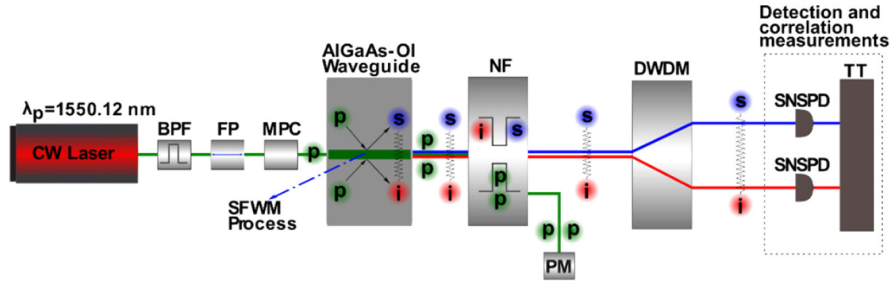 Detection and
correlation
measurements
AlGaAs-OI
Waveguide
NF
DWDM
TT
λp=1550.12 nm
BPF
FP
MPC
SNSPD
CW Laser
p
p
s
p
s
i
s
s
s
p
p
p
i
i
p
p
i
i
SNSPD
i
SFWM
Process
p
p
PM